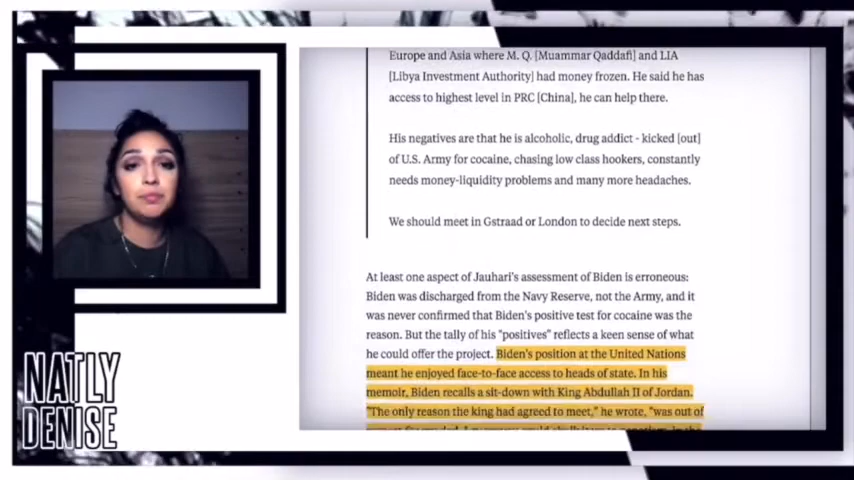 Europe and Asia where M. Q. [Muammar Qaddafi] and LIA
[Libya Investment Authority] had money frozen. He said he has
access to highest level in PRC [China], he can help there.
His negatives are that he is alcoholic, drug addict - kicked [out]
of U.S. Army for cocaine, chasing low class hookers, constantly
needs money-liquidity problems and many more headaches.
We should meet in Gstraad or London to decide next steps.
At least one aspect of Jauhari's assessment of Biden is erroneous:
Biden was discharged from the Navy Reserve, not the Army, and it
was never confirmed that Biden's positive test for cocaine was the
reason. But the tally of his "positives" reflects a keen sense of what
he could offer the project. Biden's position at the United Nations
meant he enjoyed face-to-face access to heads of state. In his
memoir, Biden recalls a sit-down with King Abdullah II of Jordan.
"The only reason the king had agreed to meet," he wrote, "was out of
NATLY
DENISE